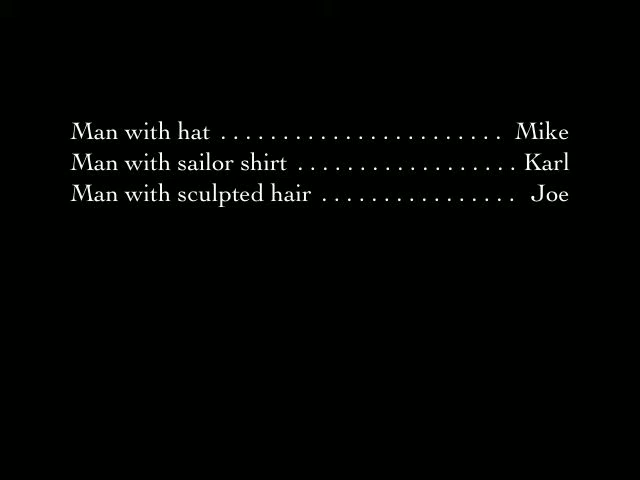 Man with hat . . . . . . . . . . . . . . . . . . . . . . . Mike
Man with sailor shirt . . . . . . . . . . . . . . . . . . Karl
Man with sculpted hair . . . . . . . . . . . . . . . . Joe